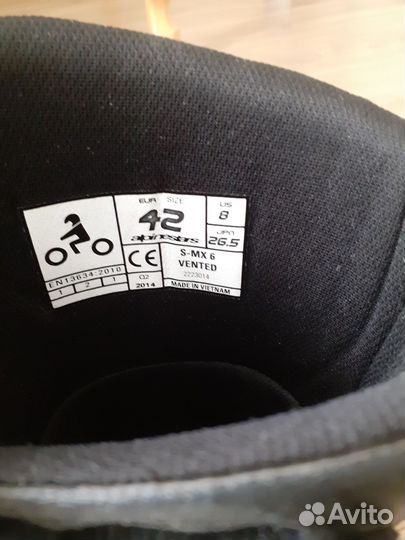 EUR SIZE US
42 8
alpinestars JPN
26.5
CE S-MX 6
VENTED
2223014
EN13634:2010
1 2 1
Q2
2014
MADE IN VIETNAM
Avito